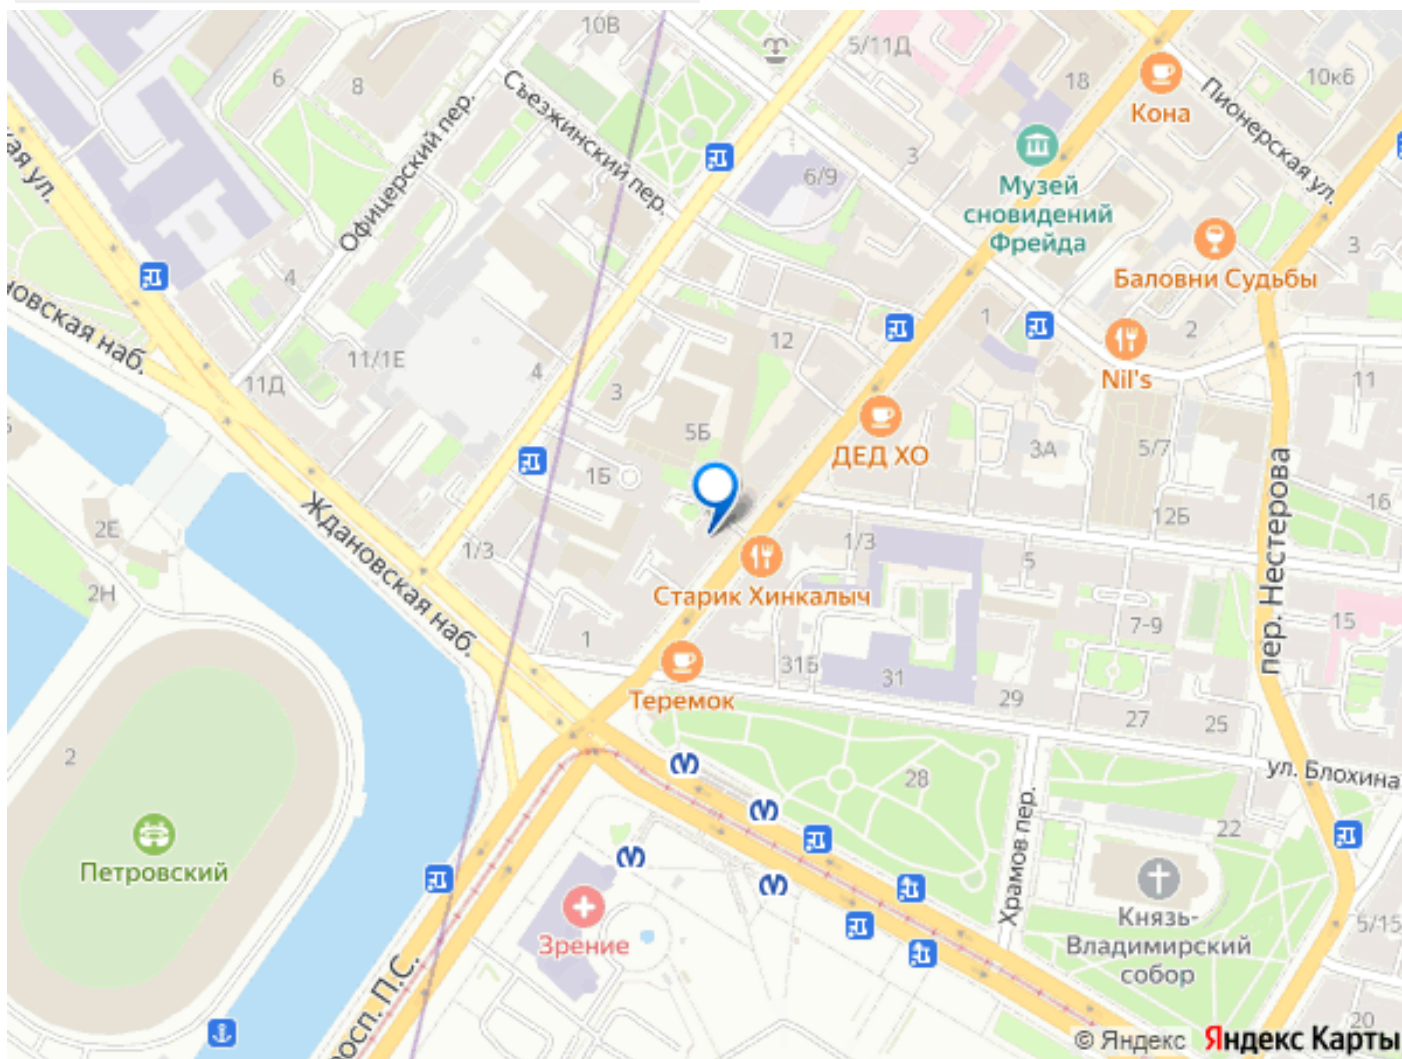 10В
5/11Д
6
8
18
10к6
Кона
Пионерская ул.
Съезжинский пер.
Офицерский пер.
6/9
3
Музей
сновидений
Фрейда
ая ул.
4
3
Баловни Судьбы
овская наб.
12
1
2
Nil's
11/1Е
11Д
4
3
11
5Б
ДЕД ХО
3А
5/7
1Б
16
2Е
Ждановская наб.
12Б
1/3
1/3
5
пер. Нестерова
Старик Хинкалыч
2Н
1
7-9
15
31Б
31
Теремок
29
27
25
2
28
ул. Блохина
22
Храмов пер.
Петровский
Зрение
Князь-
Владимирский
собор
5/15
осп. П.С.
20
© Яндекс Яндекс Карты